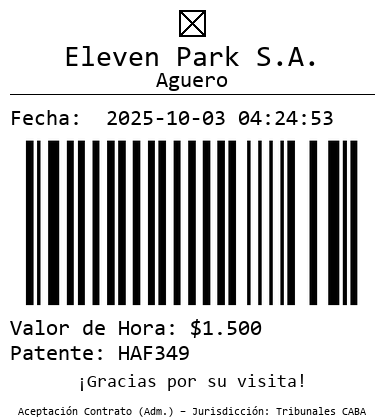 Eleven Park S.A.
Aguero
Fecha:  2025-10-03 04:24:53
Valor de Hora: $1.500
Patente: HAF349
¡Gracias por su visita!
Aceptación Contrato (Adm.) – Jurisdicción: Tribunales CABA